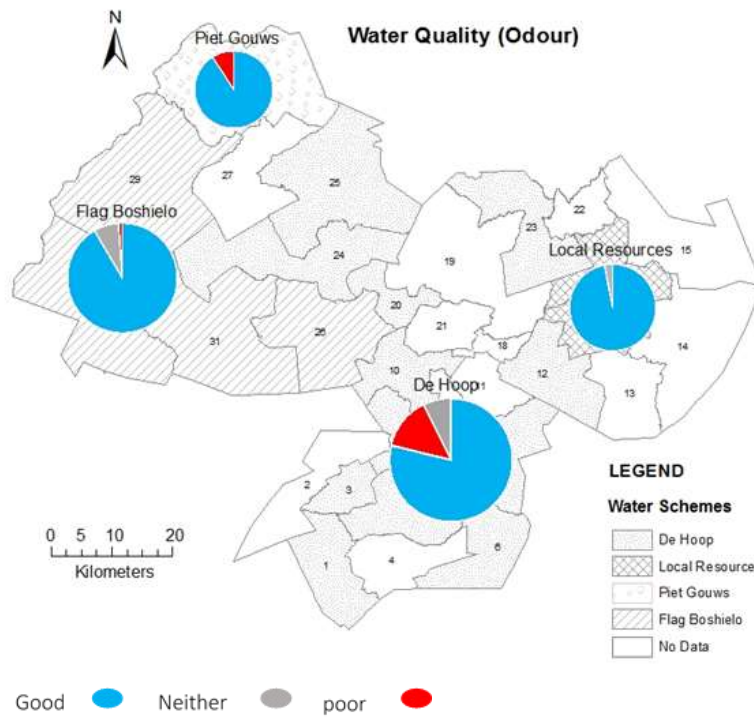 N
Water Quality (Odour)
Piet Gouws
29
27
25
22
Flag Boshielo
23
Local Resources
15
24
19
20
21
14
31
26
18
10
12
13
De Hoop
11
LEGEND
2
3
Water Schemes
0 5 10 20
Kilometers
1
4
6
De Hoop
Local Resource
Piet Gouws
Flag Boshielo
No Data
Good Neither poor